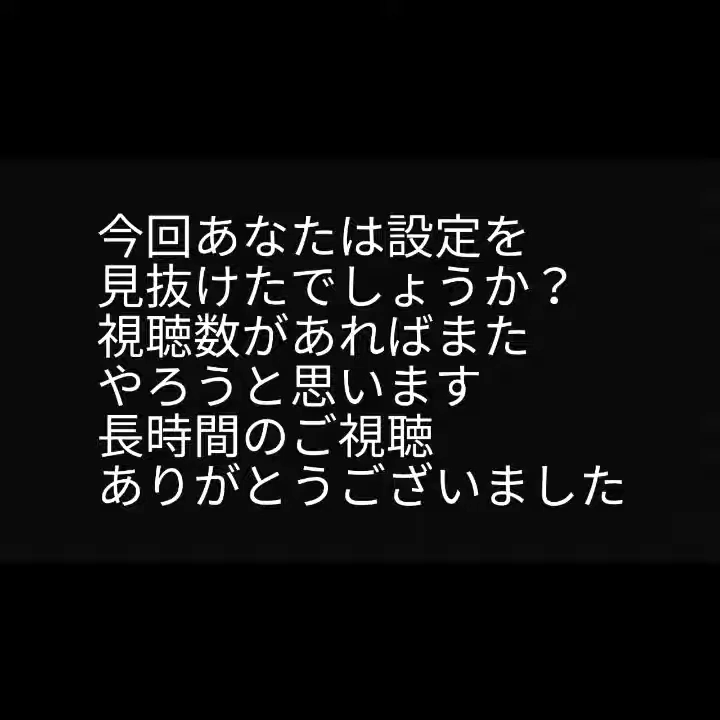 今回あなたは設定を
見抜けたでしょうか？
視聴数があればまた
やろうと思います
長時間のご視聴
ありがとうございました